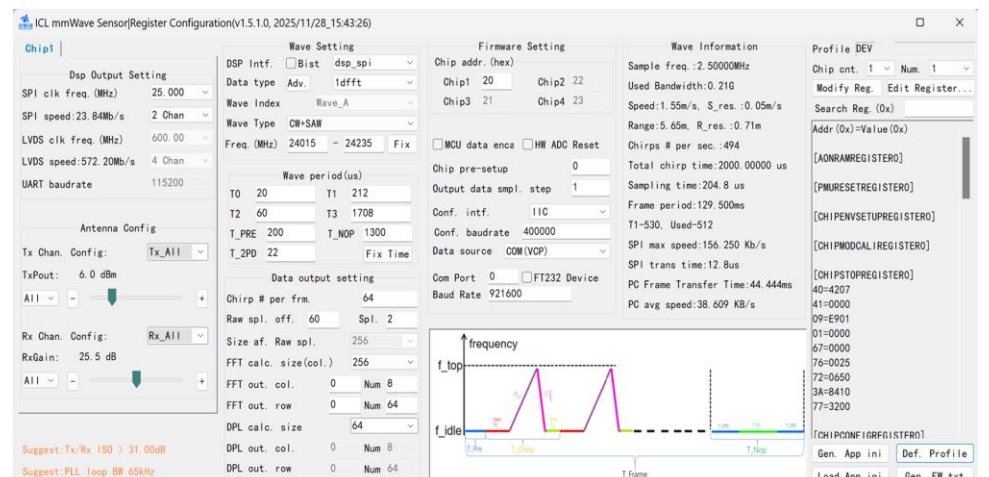 ICL mmWave Sensor|Register Configuration(v1.5.1.0, 2025/11/28_15:43:26)
Chip1
Dsp Output Setting
SPI clk freq. (MHz) 25.000
SPI speed:23.84Mb/s 2 Chan
LVDS clk freq. (MHz) 600.00
LVDS speed:572.20Mb/s 4 Chan
UART baudrate 115200
Antenna Config
Tx Chan. Config: Tx_All
TxPout: 6.0 dBm
All - +
Rx Chan. Config: Rx_All
RxGain: 25.5 dB
All - +
Suggest:Tx/Rx ISO > 31.00dB
Suggest:PLL loop BW 65kHz
Wave Setting
DSP Intf. Bist dsp_spi
Data type Adv. 1dfft
Wave Index Wave_A
Wave Type CW+SAW
Freq. (MHz) 24015 - 24235 Fix
Wave period(us)
T0 20 T1 212
T2 60 T3 1708
T_PRE 200 T_NOP 1300
T_2PD 22 Fix Time
Data output setting
Chirp # per frm. 64
Raw spl. off. 60 Spl. 2
Size af. Raw spl. 256
FFT calc. size(col.) 256
FFT out. col. 0 Num 8
FFT out. row 0 Num 64
DPL calc. size 64
DPL out. col. 0 Num 8
DPL out. row 0 Num 64
Firmware Setting
Chip addr. (hex)
Chip1 20 Chip2 22
Chip3 21 Chip4 23
MCU data enca HW ADC Reset
Chip pre-setup 0
Output data smpl. step 1
Conf. intf. IIC
Conf. baudrate 400000
Data source COM(VCP)
Com Port 0 FT232 Device
Baud Rate 921600
Wave Information
Sample freq. :2.50000MHz
Used Bandwidth:0.21G
Speed:1.55m/s, S_res. :0.05m/s
Range:5.65m, R_res. :0.71m
Chirps # per sec. :494
Total chirp time:2000.00000 us
Sampling time:204.8 us
Frame period:129.500ms
T1-530, Used-512
SPI max speed:156.250 Kb/s
SPI trans time:12.8us
PC Frame Transfer Time:44.444ms
PC avg speed:38.609 KB/s
frequency
f_top
f_idle
T_Pre
T_Chirp
T_Nop
T_Frame
Profile DEV
Chip cnt. 1 Num. 1
Modify Reg. Edit Register...
Search Reg. (0x)
Addr(0x)=Value(0x)
[AONRAMREGISTER0]
[PMURESETREGISTER0]
[CHIPENVSETUPREGISTER0]
[CHIPMODCALIREGISTER0]
[CHIPSTOPREGISTER0]
40=4207
41=0000
09=E901
01=0000
67=0000
76=0025
72=0650
3A=8410
77=3200
[CHIPCONFIGREGISTER0]
Gen. App ini Def. Profile
Load App ini Gen. FW txt